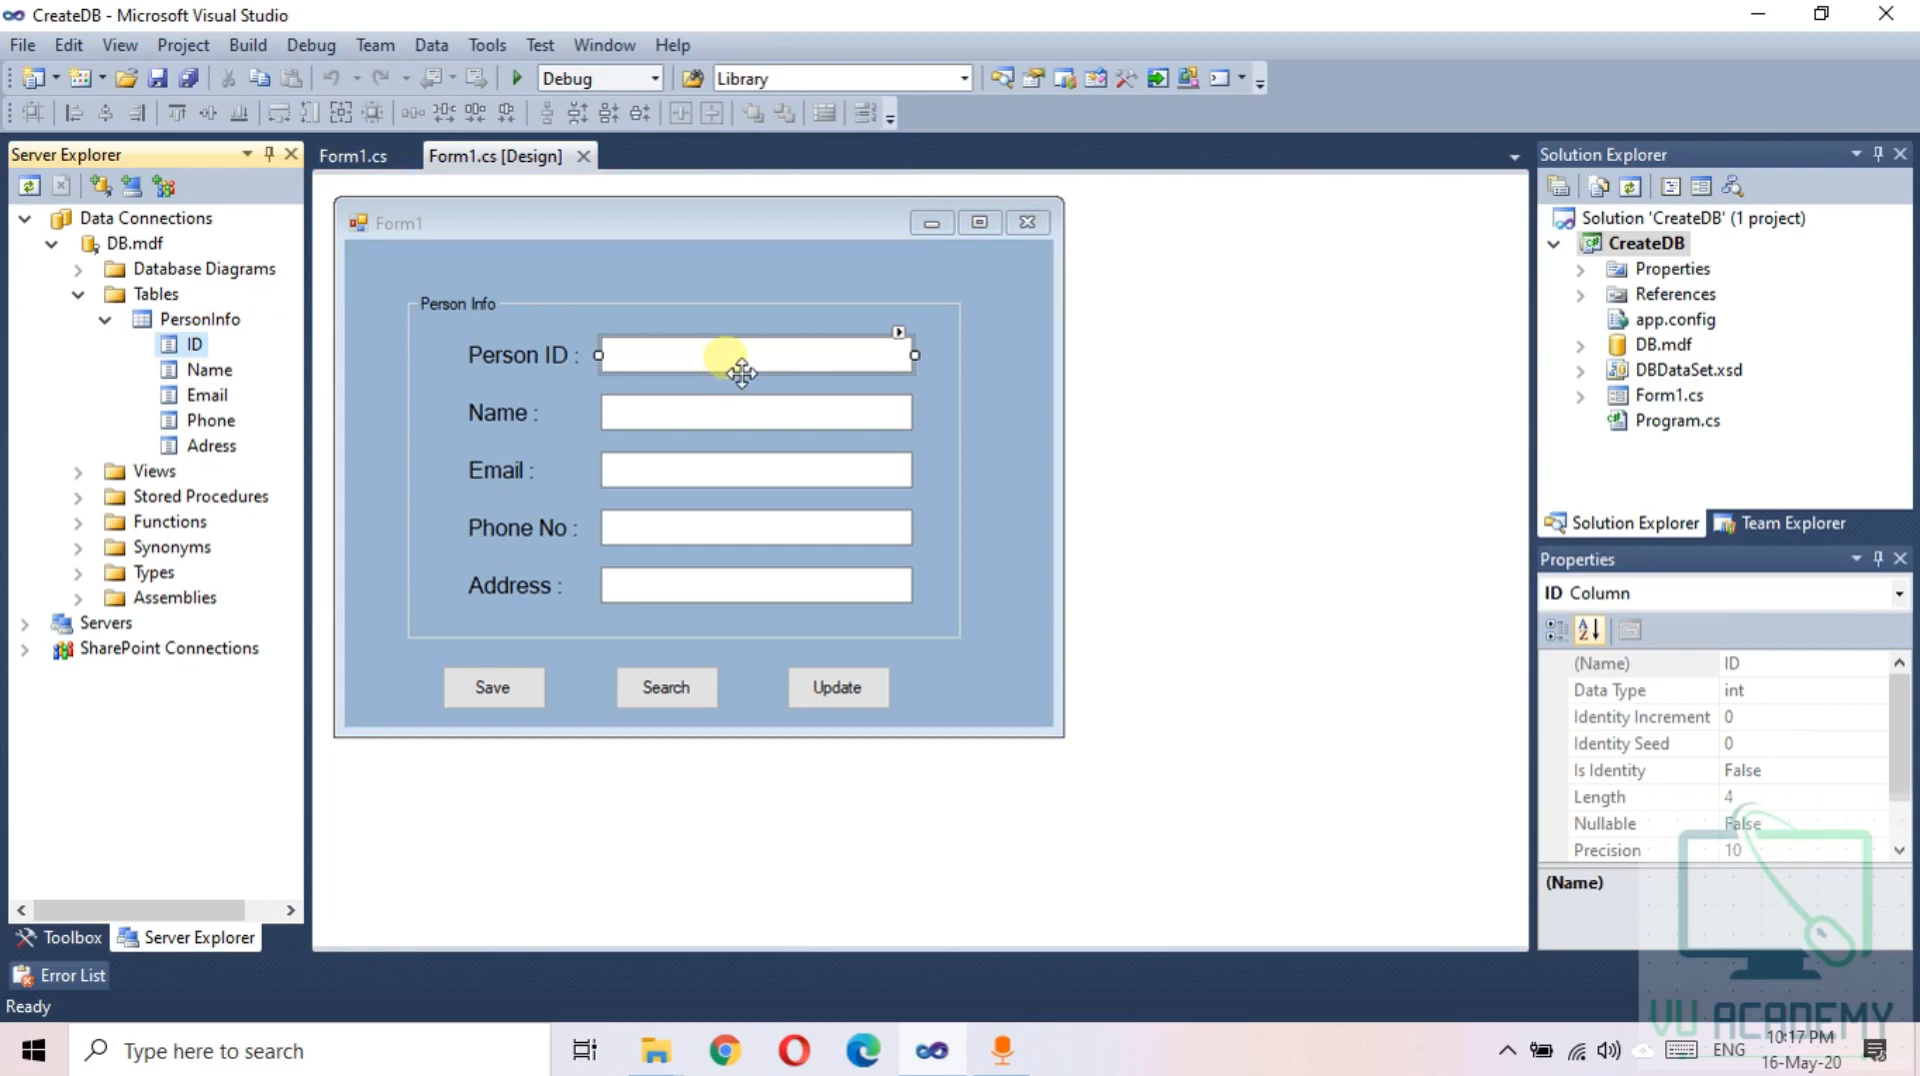 CreateDB - Microsoft Visual Studio
File Edit View Project Build Debug Team Data Tools Test Window Help
Debug Library
Server Explorer
Form1.cs Form1.cs [Design]
Solution Explorer
Data Connections
DB.mdf
Database Diagrams
Tables
PersonInfo
ID
Name
Email
Phone
Adress
Views
Stored Procedures
Functions
Synonyms
Types
Assemblies
Servers
SharePoint Connections
Toolbox Server Explorer
Form1
Person Info
Person ID :
Name :
Email :
Phone No :
Address :
Save Search Update
Solution 'CreateDB' (1 project)
CreateDB
Properties
References
app.config
DB.mdf
DBDataSet.xsd
Form1.cs
Program.cs
Solution Explorer Team Explorer
Properties
ID Column
(Name) ID
Data Type int
Identity Increment 0
Identity Seed 0
Is Identity False
Length 4
Nullable False
Precision 10
(Name)
Error List
Ready
VU ACADEMY
Type here to search
ENG
10:17 PM
16-May-20